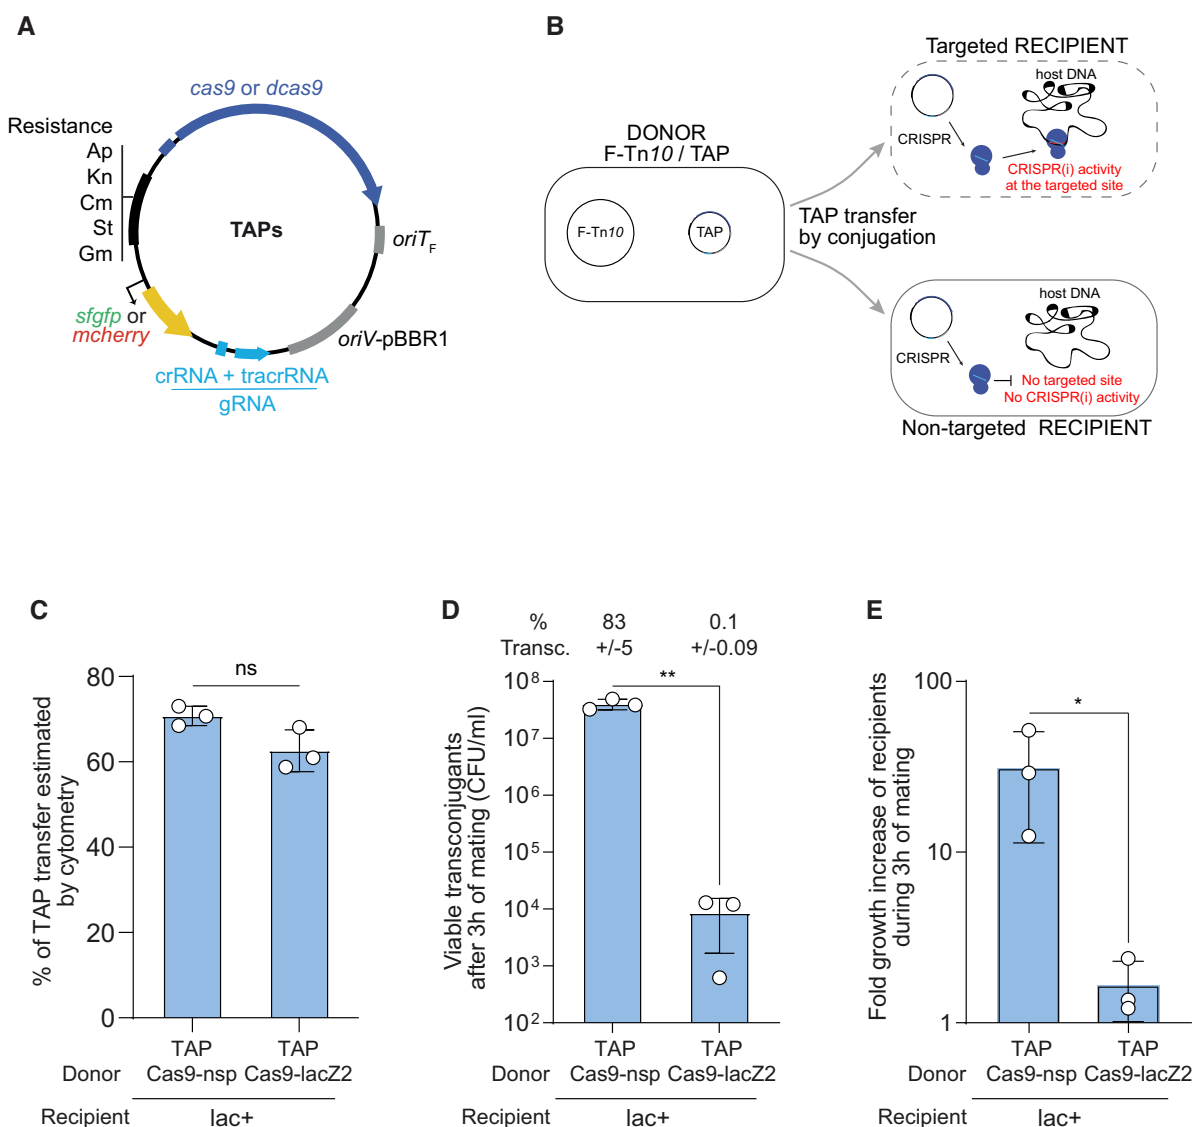 A
cas9 or dcas9
Resistance
Ap
Kn
Cm
St
Gm
TAPs
oriTF
sfgfp or
mcherry
oriV-pBBR1
crRNA + tracrRNA
gRNA
B
DONOR
F-Tn10 / TAP
F-Tn10
TAP
TAP transfer
by conjugation
Targeted RECIPIENT
host DNA
CRISPR
CRISPR(i) activity
at the targeted site
host DNA
CRISPR
No targeted site
No CRISPR(i) activity
Non-targeted RECIPIENT
C
% of TAP transfer estimated
by cytometry
80
60
40
20
0
ns
TAP
Cas9-nsp
TAP
Cas9-lacZ2
Donor
Recipient
lac+
D
%
Transc.
83
+/-5
0.1
+/-0.09
Viable transconjugants
after 3h of mating (CFU/ml)
10⁸
10⁷
10⁶
10⁵
10⁴
10³
10²
**
TAP
Cas9-nsp
TAP
Cas9-lacZ2
Donor
Recipient
lac+
E
Fold growth increase of recipients
during 3h of mating
100
10
1
*
TAP
Cas9-nsp
TAP
Cas9-lacZ2
Donor
Recipient
lac+